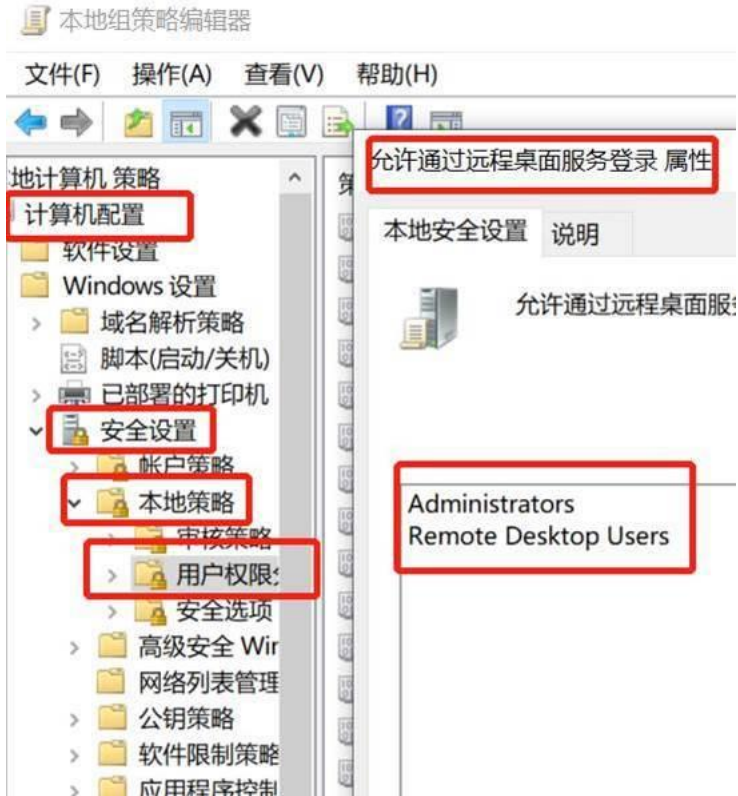 本地组策略编辑器
文件(F) 操作(A) 查看(V) 帮助(H)
地计算机 策略
计算机配置
软件设置
Windows 设置
域名解析策略
脚本(启动/关机)
已部署的打印机
安全设置
帐户策略
本地策略
审核策略
用户权限
安全选项
高级安全 Wir
网络列表管理
公钥策略
软件限制策略
应用程序控制
允许通过远程桌面服务登录 属性
本地安全设置 说明
允许通过远程桌面服
Administrators
Remote Desktop Users